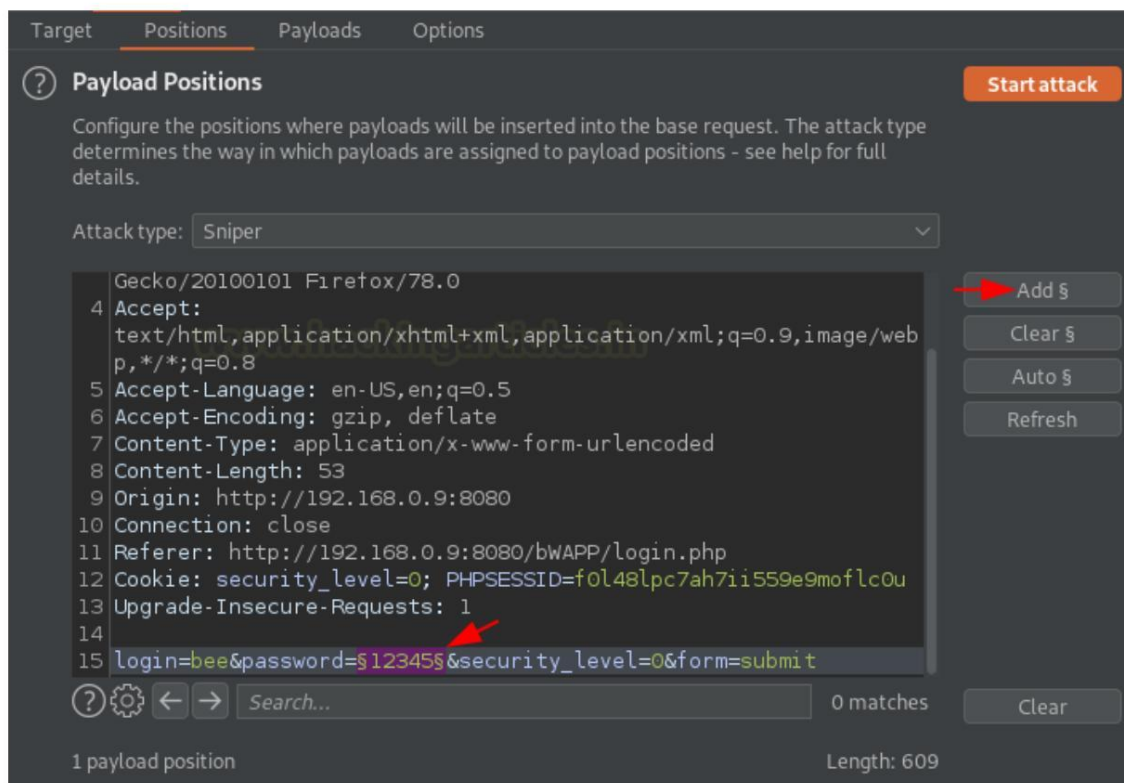 Target Positions Payloads Options
? Payload Positions
Start attack
Configure the positions where payloads will be inserted into the base request. The attack type
determines the way in which payloads are assigned to payload positions - see help for full
details.
Attack type: Sniper
Gecko/20100101 Firefox/78.0
4 Accept:
text/html,application/xhtml+xml,application/xml;q=0.9,image/web
p,*/*;q=0.8
www.hackingarticles.in
5 Accept-Language: en-US,en;q=0.5
6 Accept-Encoding: gzip, deflate
7 Content-Type: application/x-www-form-urlencoded
8 Content-Length: 53
9 Origin: http://192.168.0.9:8080
10 Connection: close
11 Referer: http://192.168.0.9:8080/bWAPP/login.php
12 Cookie: security_level=0; PHPSESSID=f0l48lpc7ah7ii559e9moflc0u
13 Upgrade-Insecure-Requests: 1
14
15 login=bee&password=§12345§&security_level=0&form=submit
Add §
Clear §
Auto §
Refresh
? Search... 0 matches
Clear
1 payload position Length: 609